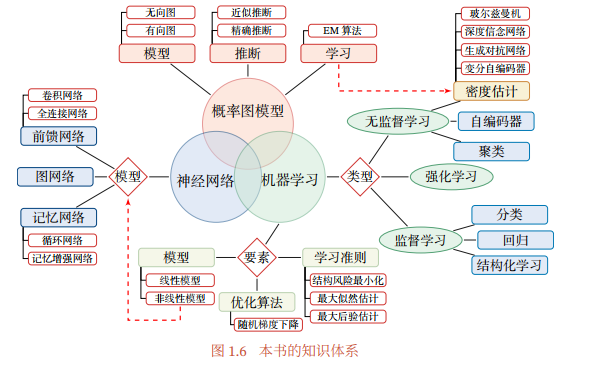 无向图
有向图
模型
近似推断
精确推断
推断
EM 算法
学习
玻尔兹曼机
深度信念网络
生成对抗网络
变分自编码器
密度估计
概率图模型
神经网络
机器学习
卷积网络
全连接网络
前馈网络
图网络
记忆网络
循环网络
记忆增强网络
模型
类型
无监督学习
自编码器
聚类
强化学习
监督学习
分类
回归
结构化学习
要素
模型
线性模型
非线性模型
优化算法
随机梯度下降
学习准则
结构风险最小化
最大似然估计
最大后验估计
图 1.6 本书的知识体系